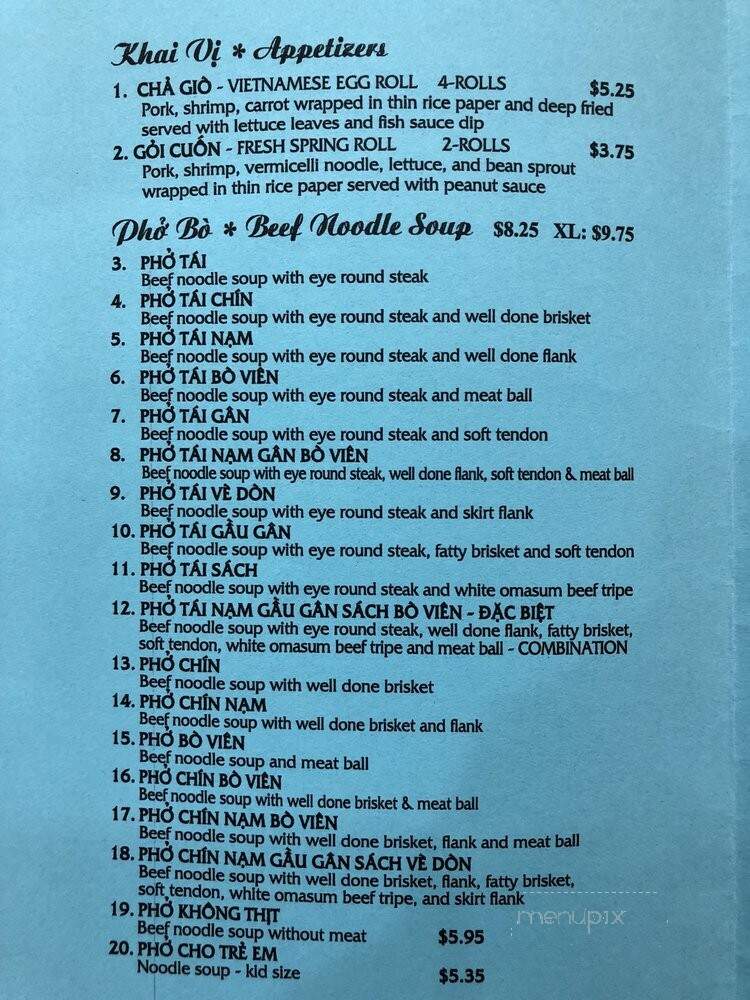 Khai Vị * Appetizers
1. CHẢ GIÒ - VIETNAMESE EGG ROLL 4-ROLLS $5.25
Pork, shrimp, carrot wrapped in thin rice paper and deep fried
served with lettuce leaves and fish sauce dip
2. GỎI CUỐN - FRESH SPRING ROLL 2-ROLLS $3.75
Pork, shrimp, vermicelli noodle, lettuce, and bean sprout
wrapped in thin rice paper served with peanut sauce
Phở Bò * Beef Noodle Soup $8.25 XL: $9.75
3. PHỞ TÁI
Beef noodle soup with eye round steak
4. PHỞ TÁI CHÍN
Beef noodle soup with eye round steak and well done brisket
5. PHỞ TÁI NẠM
Beef noodle soup with eye round steak and well done flank
6. PHỞ TÁI BÒ VIÊN
Beef noodle soup with eye round steak and meat ball
7. PHỞ TÁI GÂN
Beef noodle soup with eye round steak and soft tendon
8. PHỞ TÁI NẠM GÂN BÒ VIÊN
Beef noodle soup with eye round steak, well done flank, soft tendon & meat ball
9. PHỞ TÁI VÈ DÒN
Beef noodle soup with eye round steak and skirt flank
10. PHỞ TÁI GẦU GÂN
Beef noodle soup with eye round steak, fatty brisket and soft tendon
11. PHỞ TÁI SÁCH
Beef noodle soup with eye round steak and white omasum beef tripe
12. PHỞ TÁI NẠM GẦU GÂN SÁCH BÒ VIÊN - ĐẶC BIỆT
Beef noodle soup with eye round steak, well done flank, fatty brisket,
soft tendon, white omasum beef tripe and meat ball - COMBINATION
13. PHỞ CHÍN
Beef noodle soup with well done brisket
14. PHỞ CHÍN NẠM
Beef noodle soup with well done brisket and flank
15. PHỞ BÒ VIÊN
Beef noodle soup and meat ball
16. PHỞ CHÍN BÒ VIÊN
Beef noodle soup with well done brisket & meat ball
17. PHỞ CHÍN NẠM BÒ VIÊN
Beef noodle soup with well done brisket, flank and meat ball
18. PHỞ CHÍN NẠM GẦU GÂN SÁCH VÈ DÒN
Beef noodle soup with well done brisket, flank, fatty brisket,
soft tendon, white omasum beef tripe, and skirt flank
19. PHỞ KHÔNG THỊT
Beef noodle soup without meat $5.95
20. PHỞ CHO TRẺ EM
Noodle soup - kid size $5.35
menupix